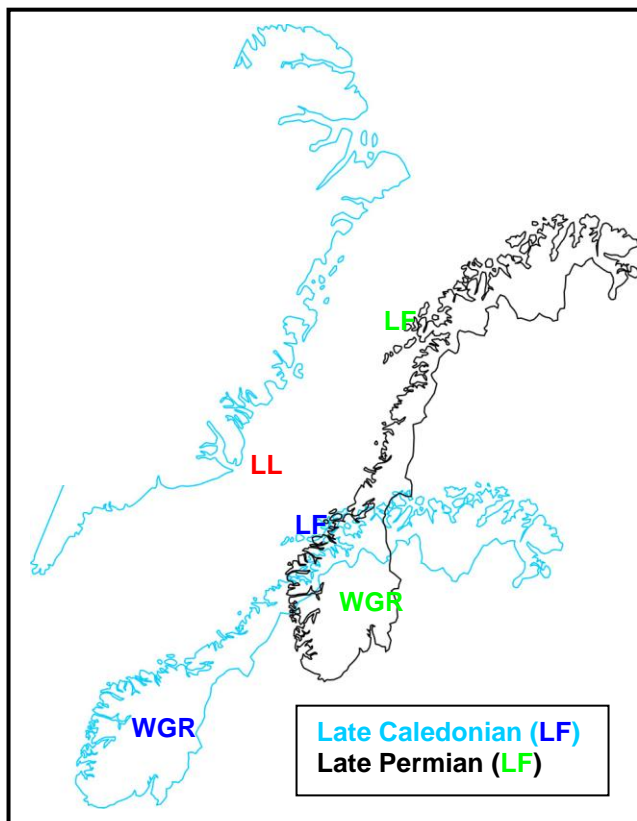 LF
LL
LF
WGR
WGR
Late Caledonian (LF)
Late Permian (LF)